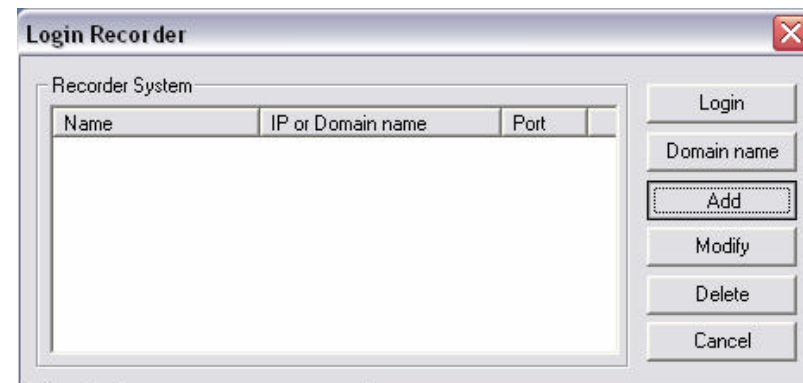 Login Recorder
Recorder System
Name IP or Domain name Port
Login
Domain name
Add
Modify
Delete
Cancel